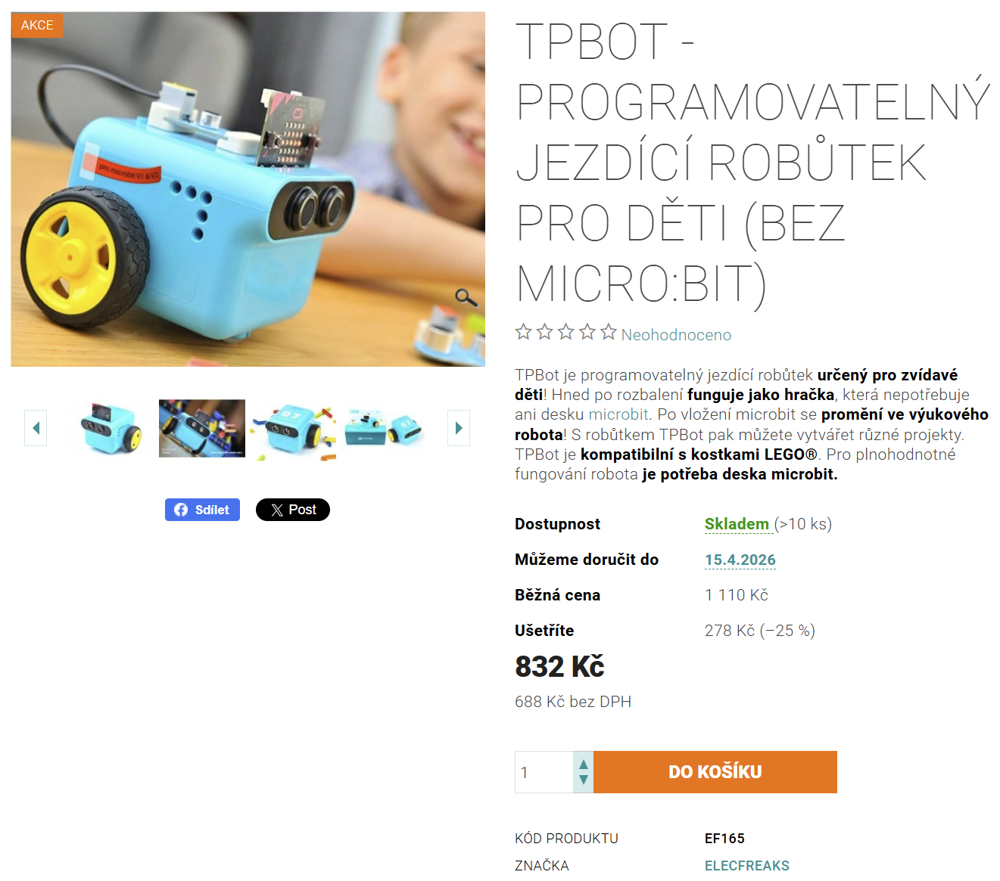 AKCE
pro microbit V1 & V2
Sdílet
Post
TPBOT -
PROGRAMOVATELNÝ
JEZDÍCÍ ROBŮTEK
PRO DĚTI (BEZ
MICRO:BIT)
Neohodnoceno
TPBot je programovatelný jezdící robůtek určený pro zvídavé
děti! Hned po rozbalení funguje jako hračka, která nepotřebuje
ani desku microbit. Po vložení microbit se promění ve výukového
robota! S robůtkem TPBot pak můžete vytvářet různé projekty.
TPBot je kompatibilní s kostkami LEGO®. Pro plnohodnotné
fungování robota je potřeba deska microbit.
Dostupnost Skladem (>10 ks)
Můžeme doručit do 15.4.2026
Běžná cena 1 110 Kč
Ušetříte 278 Kč (–25 %)
832 Kč
688 Kč bez DPH
1 DO KOŠÍKU
KÓD PRODUKTU EF165
ZNAČKA ELECFREAKS